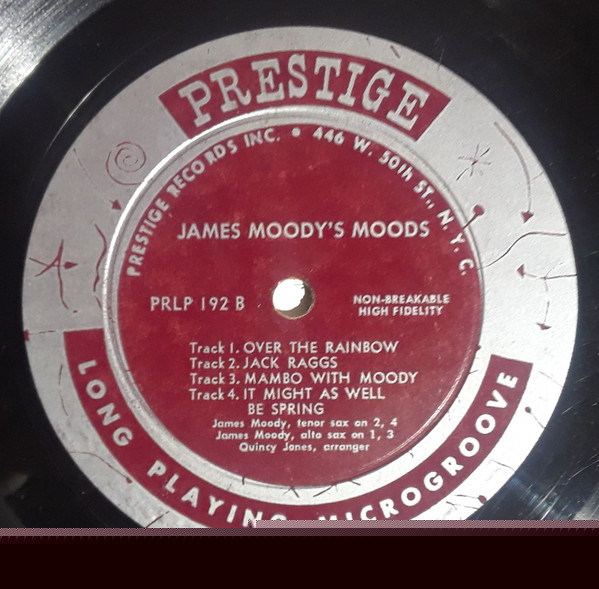 PRESTIGE
PRESTIGE RECORDS INC. • 446 W. 50th ST., N. Y. C.
JAMES MOODY'S MOODS
PRLP 192 B
NON-BREAKABLE
HIGH FIDELITY
Track 1. OVER THE RAINBOW
Track 2. JACK RAGGS
Track 3. MAMBO WITH MOODY
Track 4. IT MIGHT AS WELL
BE SPRING
James Moody, tenor sax on 2, 4
James Moody, alto sax on 1, 3
Quincy Jones, arranger
LONG PLAYING MICROGROOVE